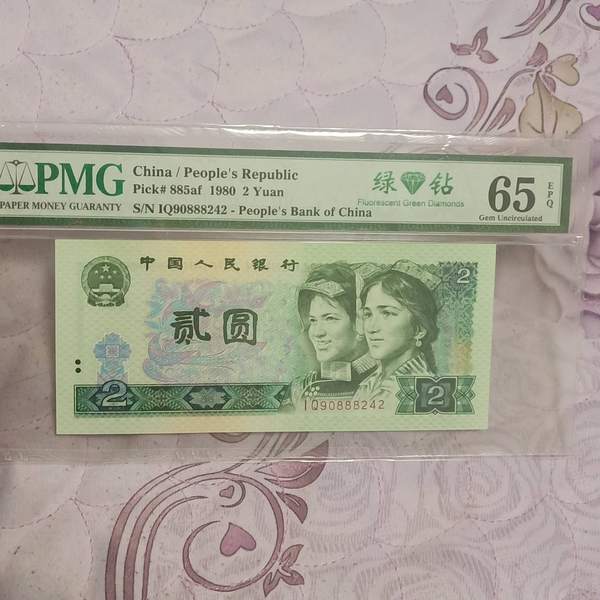 PMG
PAPER MONEY GUARANTY
China / People's Republic
Pick# 885af 1980 2 Yuan
S/N IQ90888242 - People's Bank of China
绿钻
Fluorescent Green Diamonds
65
EPQ
Gem Uncirculated
中国人民银行
贰圆
2
2
2
IQ90888242